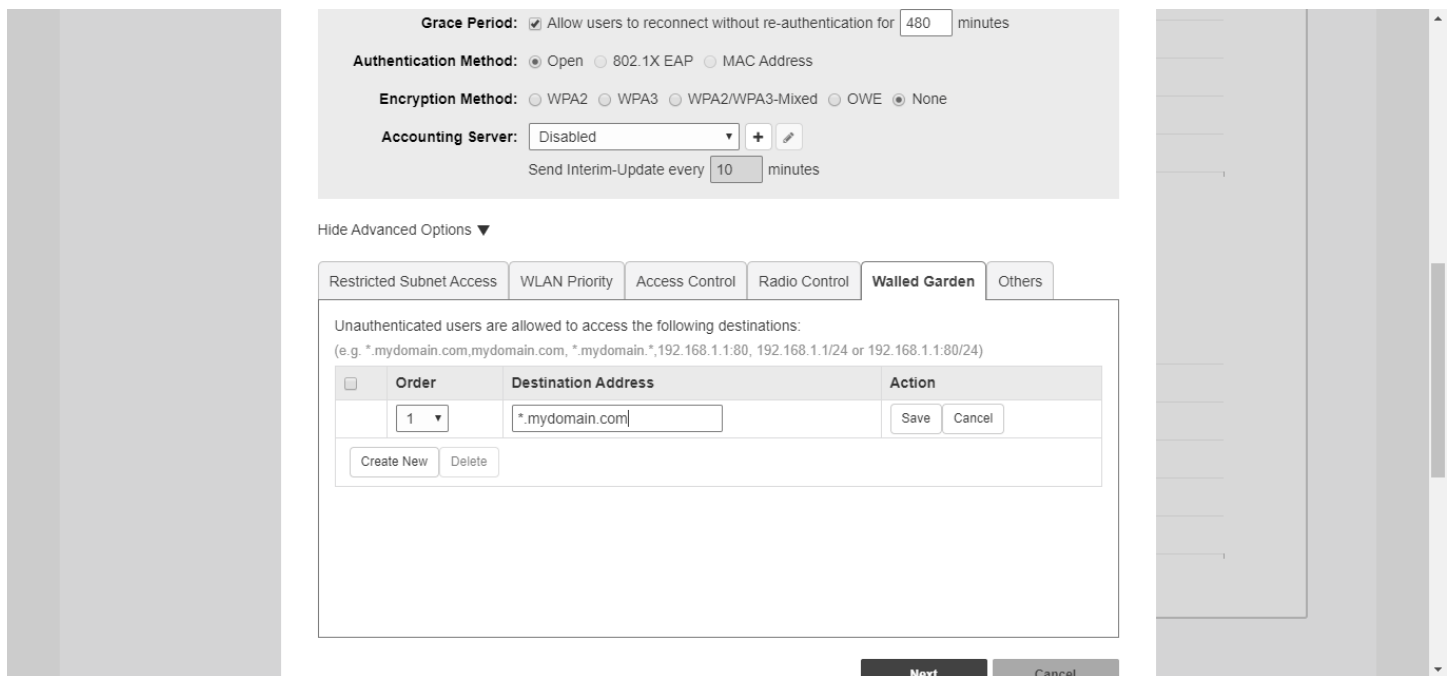 Grace Period: Allow users to reconnect without re-authentication for 480 minutes
Authentication Method: Open 802.1X EAP MAC Address
Encryption Method: WPA2 WPA3 WPA2/WPA3-Mixed OWE None
Accounting Server: Disabled
Send Interim-Update every 10 minutes
Hide Advanced Options
Restricted Subnet Access WLAN Priority Access Control Radio Control Walled Garden Others
Unauthenticated users are allowed to access the following destinations:
(e.g. *.mydomain.com,mydomain.com, *.mydomain.*,192.168.1.1:80, 192.168.1.1/24 or 192.168.1.1:80/24)
Order Destination Address Action
1 *.mydomain.com Save Cancel
Create New Delete
Next Cancel